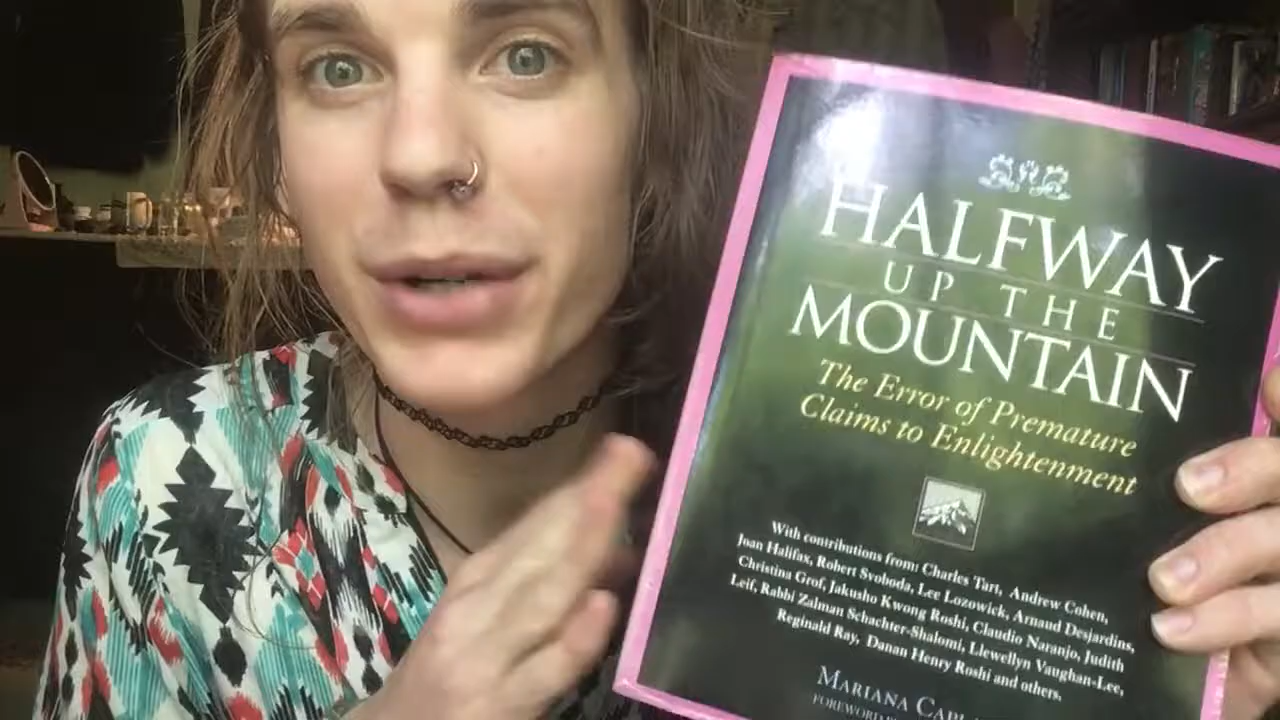 HALFWAY
UP THE
MOUNTAIN
The Error of Premature
Claims to Enlightenment
With contributions from: Charles Tart, Andrew Cohen,
Joan Halifax, Robert Svoboda, Lee Lozowick, Arnaud Desjardins,
Christina Grof, Jakusho Kwong Roshi, Claudio Naranjo, Judith
Leif, Rabbi Zalman Schachter-Shalomi, Llewellyn Vaughan-Lee,
Reginald Ray, Danan Henry Roshi and others.
MARIANA
FOREWORD